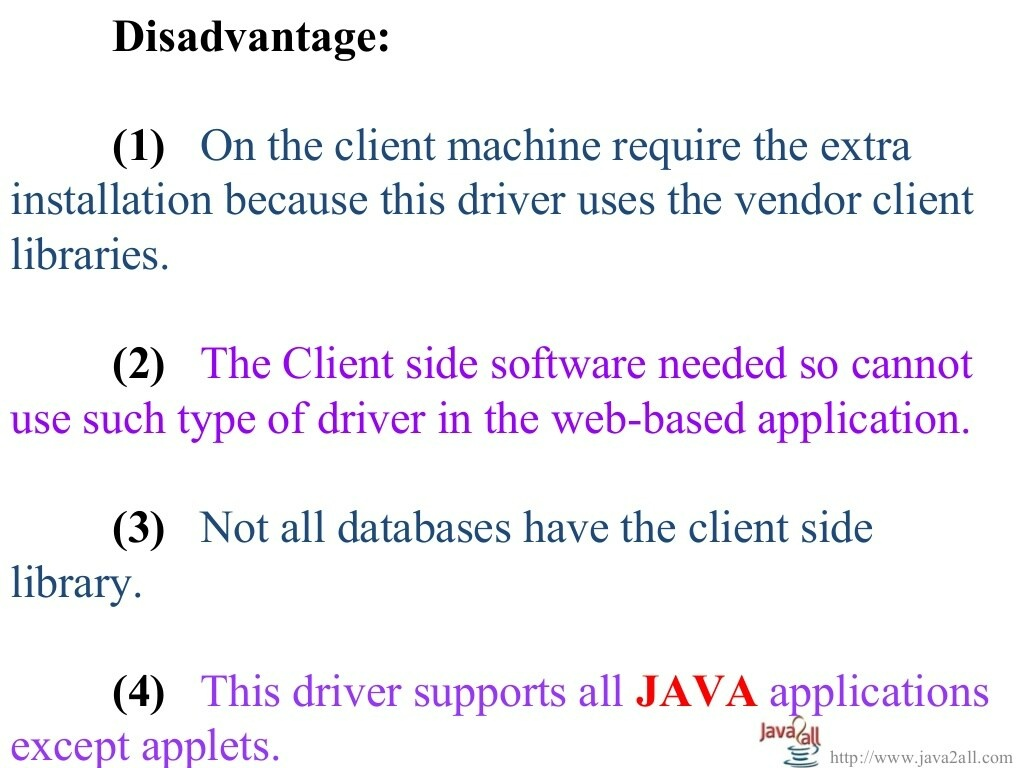 Disadvantage:
(1) On the client machine require the extra
installation because this driver uses the vendor client
libraries.
(2) The Client side software needed so cannot
use such type of driver in the web-based application.
(3) Not all databases have the client side
library.
(4) This driver supports all JAVA applications
except applets.
Java2all
http://www.java2all.com